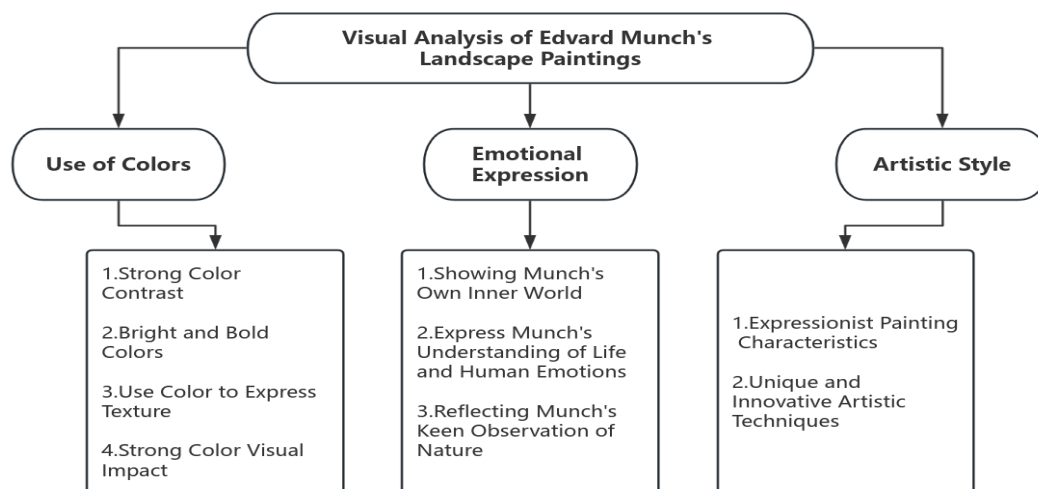 Visual Analysis of Edvard Munch's
Landscape Paintings
Use of Colors
Emotional
Expression
Artistic Style
1.Strong Color
Contrast
2.Bright and Bold
Colors
3.Use Color to Express
Texture
4.Strong Color Visual
Impact
1.Showing Munch's
Own Inner World
2.Express Munch's
Understanding of Life
and Human Emotions
3.Reflecting Munch's
Keen Observation of
Nature
1.Expressionist Painting
Characteristics
2.Unique and
Innovative Artistic
Techniques